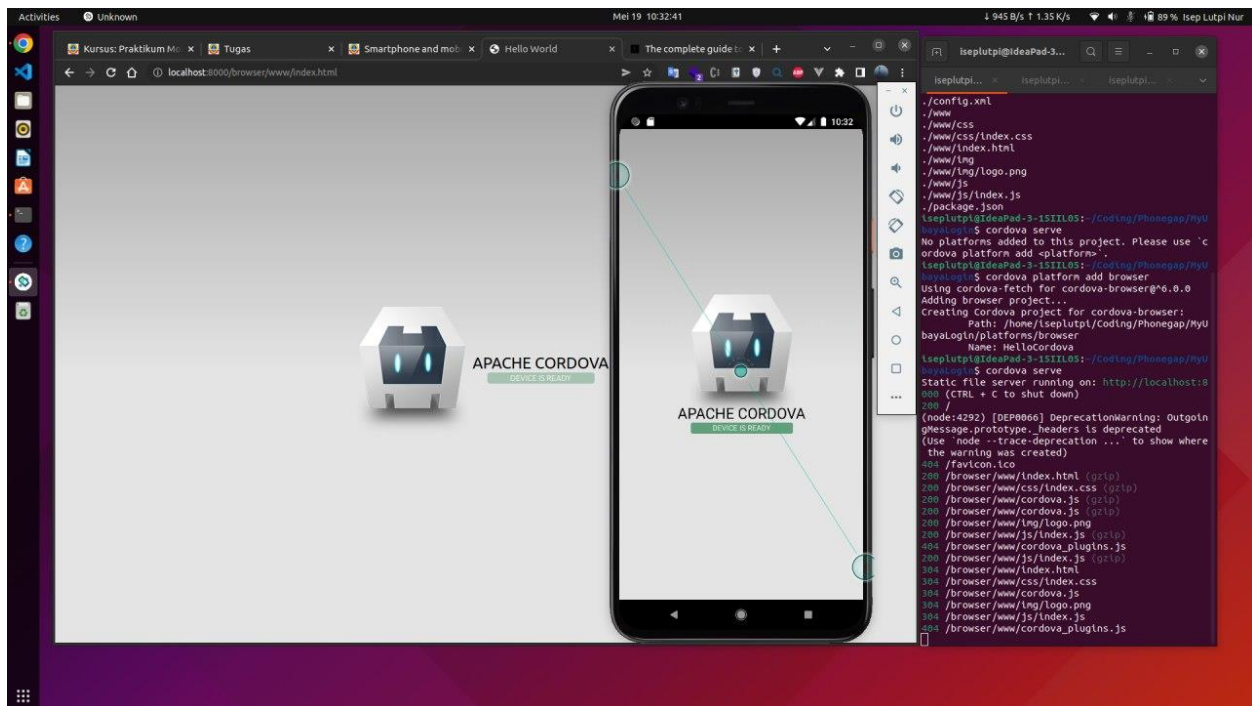 Activities
Unknown
Mei 19 10:32:41
↓ 945 B/s ↑ 1.35 K/s
89 %
Isep Lutpi Nur
Kursus: Praktikum Mo
Tugas
Smartphone and mob
Hello World
The complete guide to
localhost:8000/browser/www/index.html
APACHE CORDOVA
DEVICE IS READY
10:32
APACHE CORDOVA
DEVICE IS READY
iseplutpi@IdeaPad-3...
iseplutpi...
iseplutpi...
iseplutpi...
./config.xml
./www
./www/css
./www/css/index.css
./www/index.html
./www/img
./www/img/logo.png
./www/js
./www/js/index.js
./package.json
iseplutpi@IdeaPad-3-15IIL05:~/Coding/Phonegap/MyU
bayaLogin$ cordova serve
No platforms added to this project. Please use `c
ordova platform add <platform>`.
iseplutpi@IdeaPad-3-15IIL05:~/Coding/Phonegap/MyU
bayaLogin$ cordova platform add browser
Using cordova-fetch for cordova-browser@^6.0.0
Adding browser project...
Creating Cordova project for cordova-browser:
Path: /home/iseplutpi/Coding/Phonegap/MyU
bayaLogin/platforms/browser
Name: HelloCordova
iseplutpi@IdeaPad-3-15IIL05:~/Coding/Phonegap/MyU
bayaLogin$ cordova serve
Static file server running on: http://localhost:8
000 (CTRL + C to shut down)
200 /
(node:4292) [DEP0066] DeprecationWarning: Outgoin
gMessage.prototype._headers is deprecated
(Use `node --trace-deprecation ...` to show where
the warning was created)
404 /favicon.ico
200 /browser/www/index.html (gzip)
200 /browser/www/css/index.css (gzip)
200 /browser/www/cordova.js (gzip)
200 /browser/www/cordova.js (gzip)
200 /browser/www/img/logo.png
200 /browser/www/js/index.js (gzip)
404 /browser/www/cordova_plugins.js
200 /browser/www/js/index.js (gzip)
304 /browser/www/index.html
304 /browser/www/css/index.css
304 /browser/www/cordova.js
304 /browser/www/img/logo.png
304 /browser/www/js/index.js
404 /browser/www/cordova_plugins.js